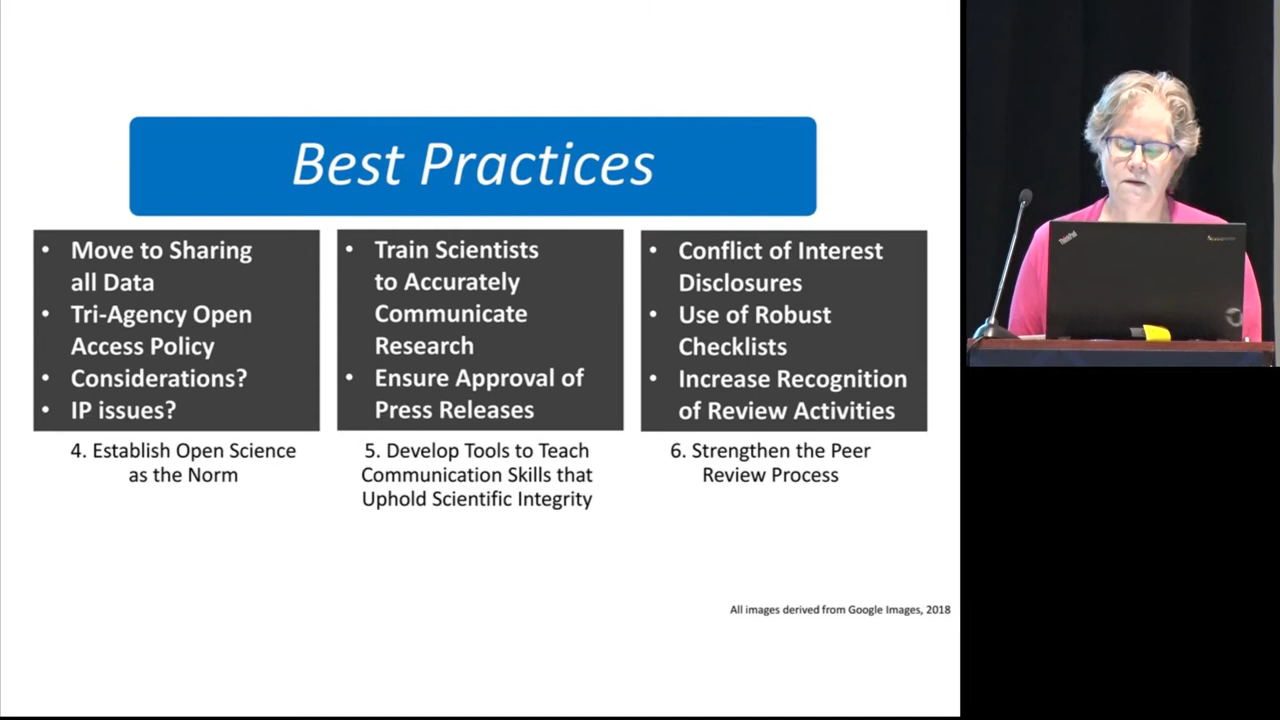 Best Practices
• Move to Sharing
all Data
• Tri-Agency Open
Access Policy
• Considerations?
• IP issues?
4. Establish Open Science
as the Norm
• Train Scientists
to Accurately
Communicate
Research
• Ensure Approval of
Press Releases
5. Develop Tools to Teach
Communication Skills that
Uphold Scientific Integrity
• Conflict of Interest
Disclosures
• Use of Robust
Checklists
• Increase Recognition
of Review Activities
6. Strengthen the Peer
Review Process
All images derived from Google Images, 2018
ThinkPad